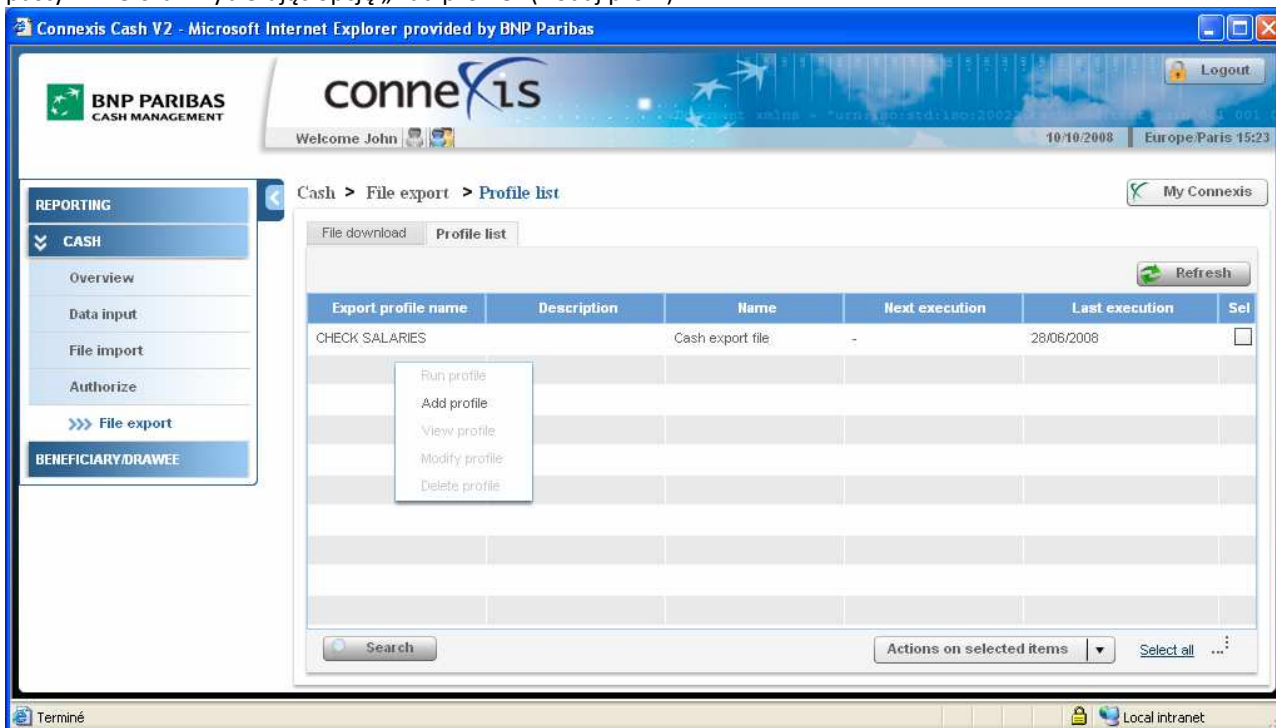 Connexis Cash V2 - Microsoft Internet Explorer provided by BNP Paribas
BNP PARIBAS
CASH MANAGEMENT
connexis
Logout
Welcome John
10/10/2008 Europe/Paris 15:23
Cash > File export > Profile list
My Connexis
REPORTING
CASH
Overview
Data input
File import
Authorize
>>> File export
BENEFICIARY/DRAWEE
File download Profile list
Refresh
Export profile name Description Name Next execution Last execution Sel
CHECK SALARIES Cash export file - 28/06/2008
Run profile
Add profile
View profile
Modify profile
Delete profile
Search
Actions on selected items
Select all ...
Terminé
Local intranet